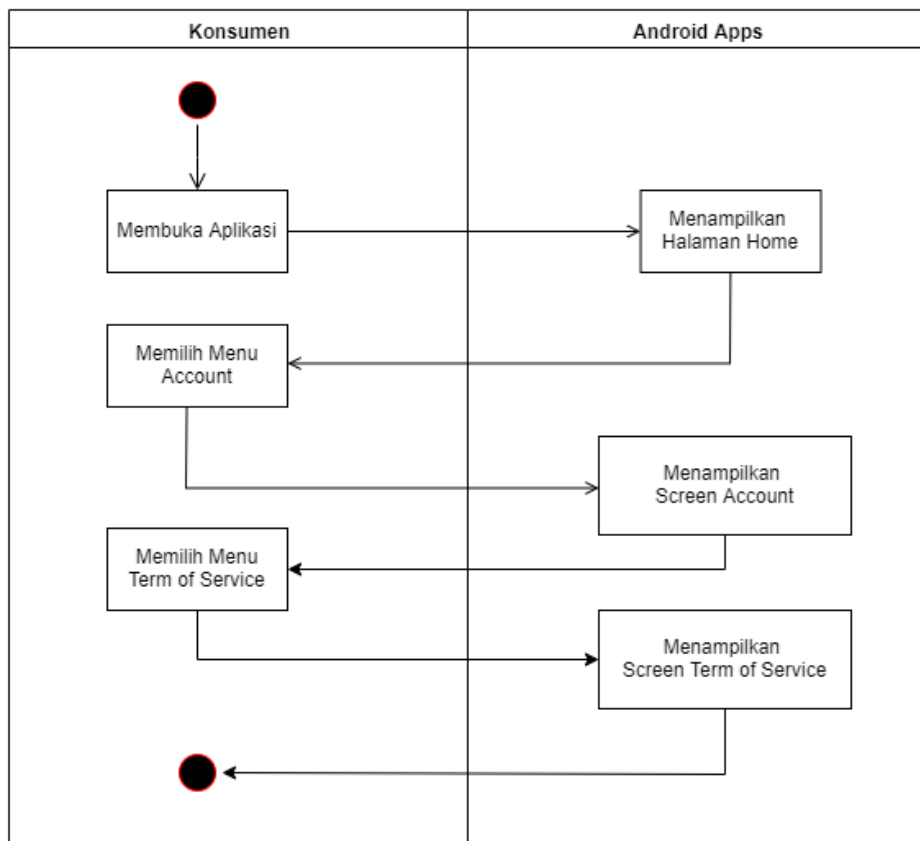 Konsumen
Android Apps
Membuka Aplikasi
Menampilkan
Halaman Home
Memilih Menu
Account
Menampilkan
Screen Account
Memilih Menu
Term of Service
Menampilkan
Screen Term of Service